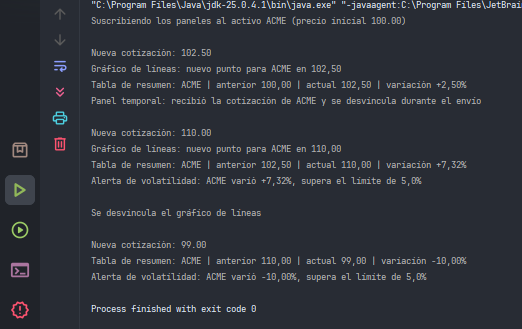 "C:\Program Files\Java\jdk-25.0.4.1\bin\java.exe" "-javaagent:C:\Program Files\JetBrai
Suscribiendo los paneles al activo ACME (precio inicial 100.00)
Nueva cotización: 102.50
Gráfico de líneas: nuevo punto para ACME en 102,50
Tabla de resumen: ACME | anterior 100,00 | actual 102,50 | variación +2,50%
Panel temporal: recibió la cotización de ACME y se desvincula durante el envío
Nueva cotización: 110.00
Gráfico de líneas: nuevo punto para ACME en 110,00
Tabla de resumen: ACME | anterior 102,50 | actual 110,00 | variación +7,32%
Alerta de volatilidad: ACME varió +7,32%, supera el límite de 5,0%
Se desvincula el gráfico de líneas
Nueva cotización: 99.00
Tabla de resumen: ACME | anterior 110,00 | actual 99,00 | variación -10,00%
Alerta de volatilidad: ACME varió -10,00%, supera el límite de 5,0%
Process finished with exit code 0